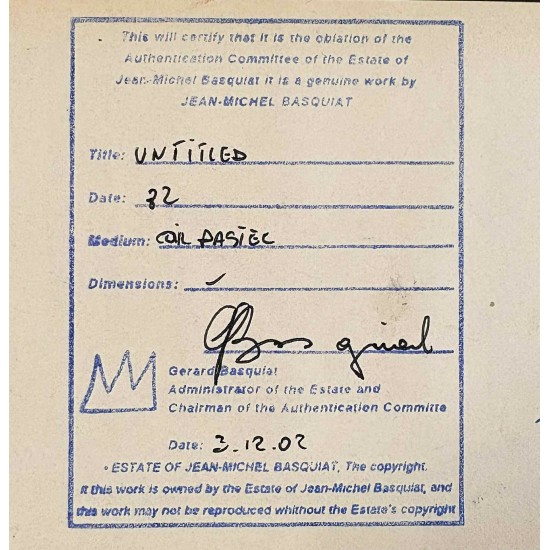 This will certify that it is the oblation of the
Authentication Committee of the Estate of
Jean-Michel Basquiat it is a genuine work by
JEAN-MICHEL BASQUIAT
Title: UNTITLED
Date: 82
Medium: OIL PASTEL
Dimensions:
Gerard Basquiat
Administrator of the Estate and
Chairman of the Authentication Committe
Date: 3.12.02
• ESTATE OF JEAN-MICHEL BASQUIAT, The copyright.
It this work is owned by the Estate of Jean-Michel Basquiat, and
this work may not be reproduced whithout the Estate's copyright